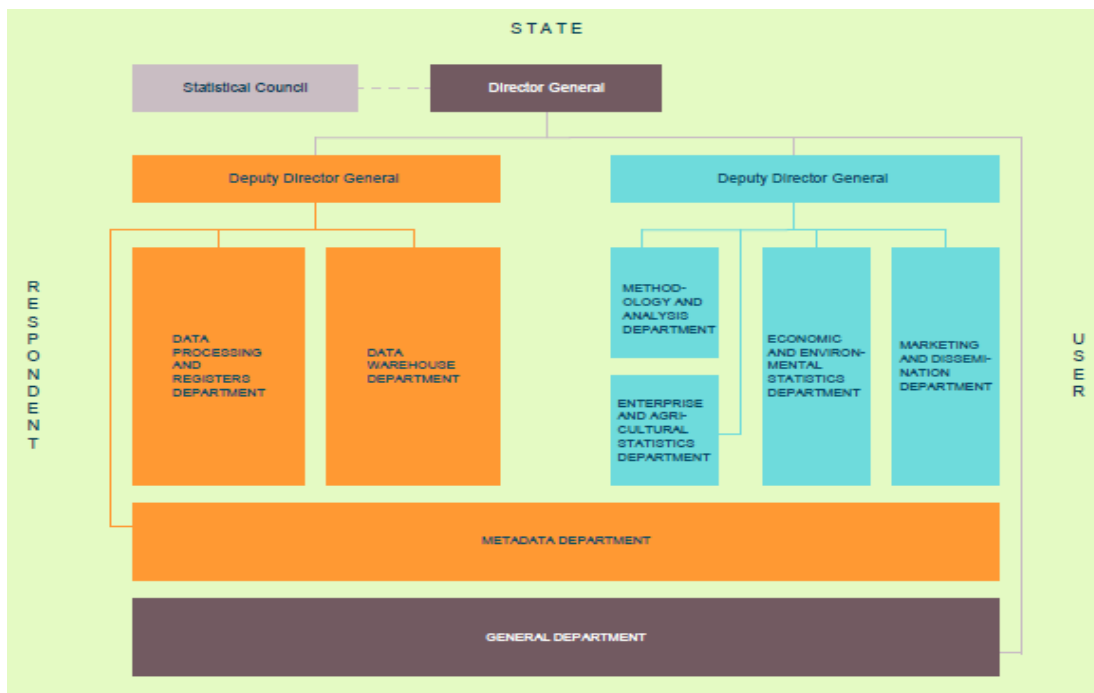 STATE
Statistical Council
Director General
Deputy Director General
Deputy Director General
RESPONDENT
DATA
PROCESSING
AND
REGISTERS
DEPARTMENT
DATA
WAREHOUSE
DEPARTMENT
METHOD-
OLOGY AND
ANALYSIS
DEPARTMENT
ENTERPRISE
AND AGRI-
CULTURAL
STATISTICS
DEPARTMENT
ECONOMIC
AND ENVIRON-
MENTAL
STATISTICS
DEPARTMENT
MARKETING
AND DISSEMI-
NATION
DEPARTMENT
USER
METADATA DEPARTMENT
GENERAL DEPARTMENT